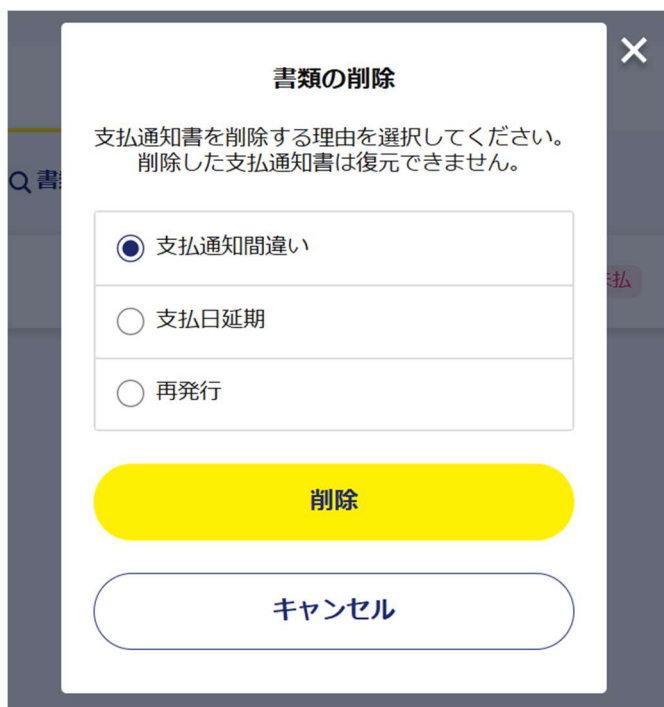 書類の削除
支払通知書を削除する理由を選択してください。
削除した支払通知書は復元できません。
書
支払通知間違い
払
支払日延期
再発行
削除
キャンセル